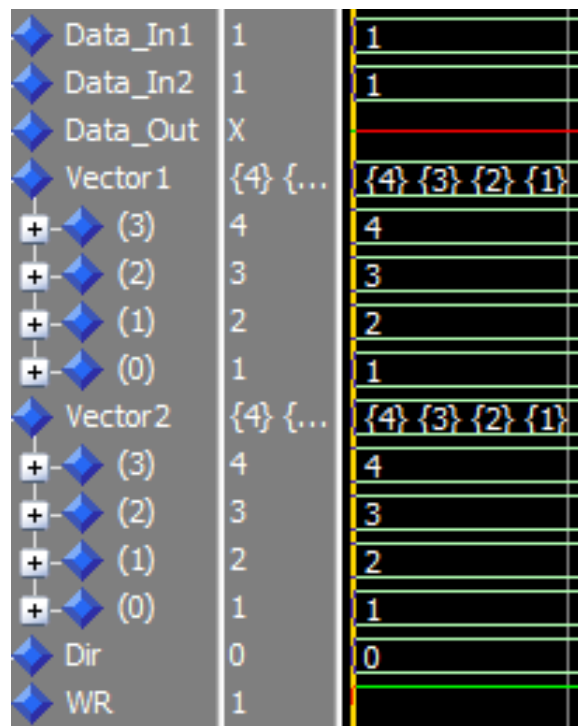 Data_In1 1 1
Data_In2 1 1
Data_Out X
Vector1 {4} {... {4} {3} {2} {1}
(3) 4 4
(2) 3 3
(1) 2 2
(0) 1 1
Vector2 {4} {... {4} {3} {2} {1}
(3) 4 4
(2) 3 3
(1) 2 2
(0) 1 1
Dir 0 0
WR 1